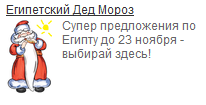 Египетский Дед Мороз
Супер предложения по
Египту до 23 ноября -
выбирай здесь!